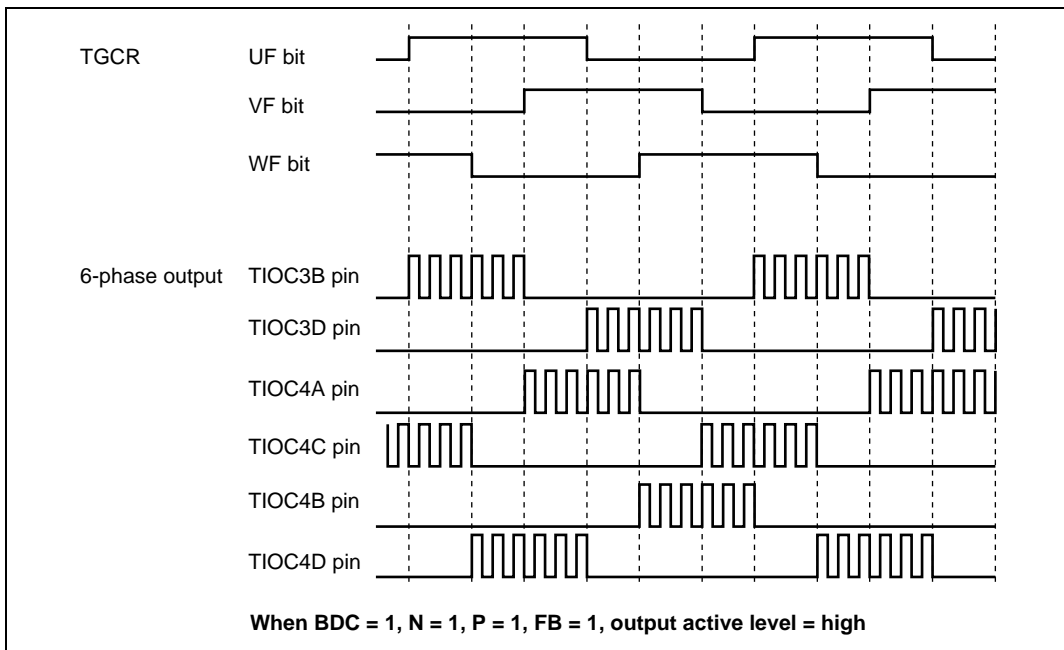 TGCR UF bit
VF bit
WF bit
6-phase output TIOC3B pin
TIOC3D pin
TIOC4A pin
TIOC4C pin
TIOC4B pin
TIOC4D pin
When BDC = 1, N = 1, P = 1, FB = 1, output active level = high